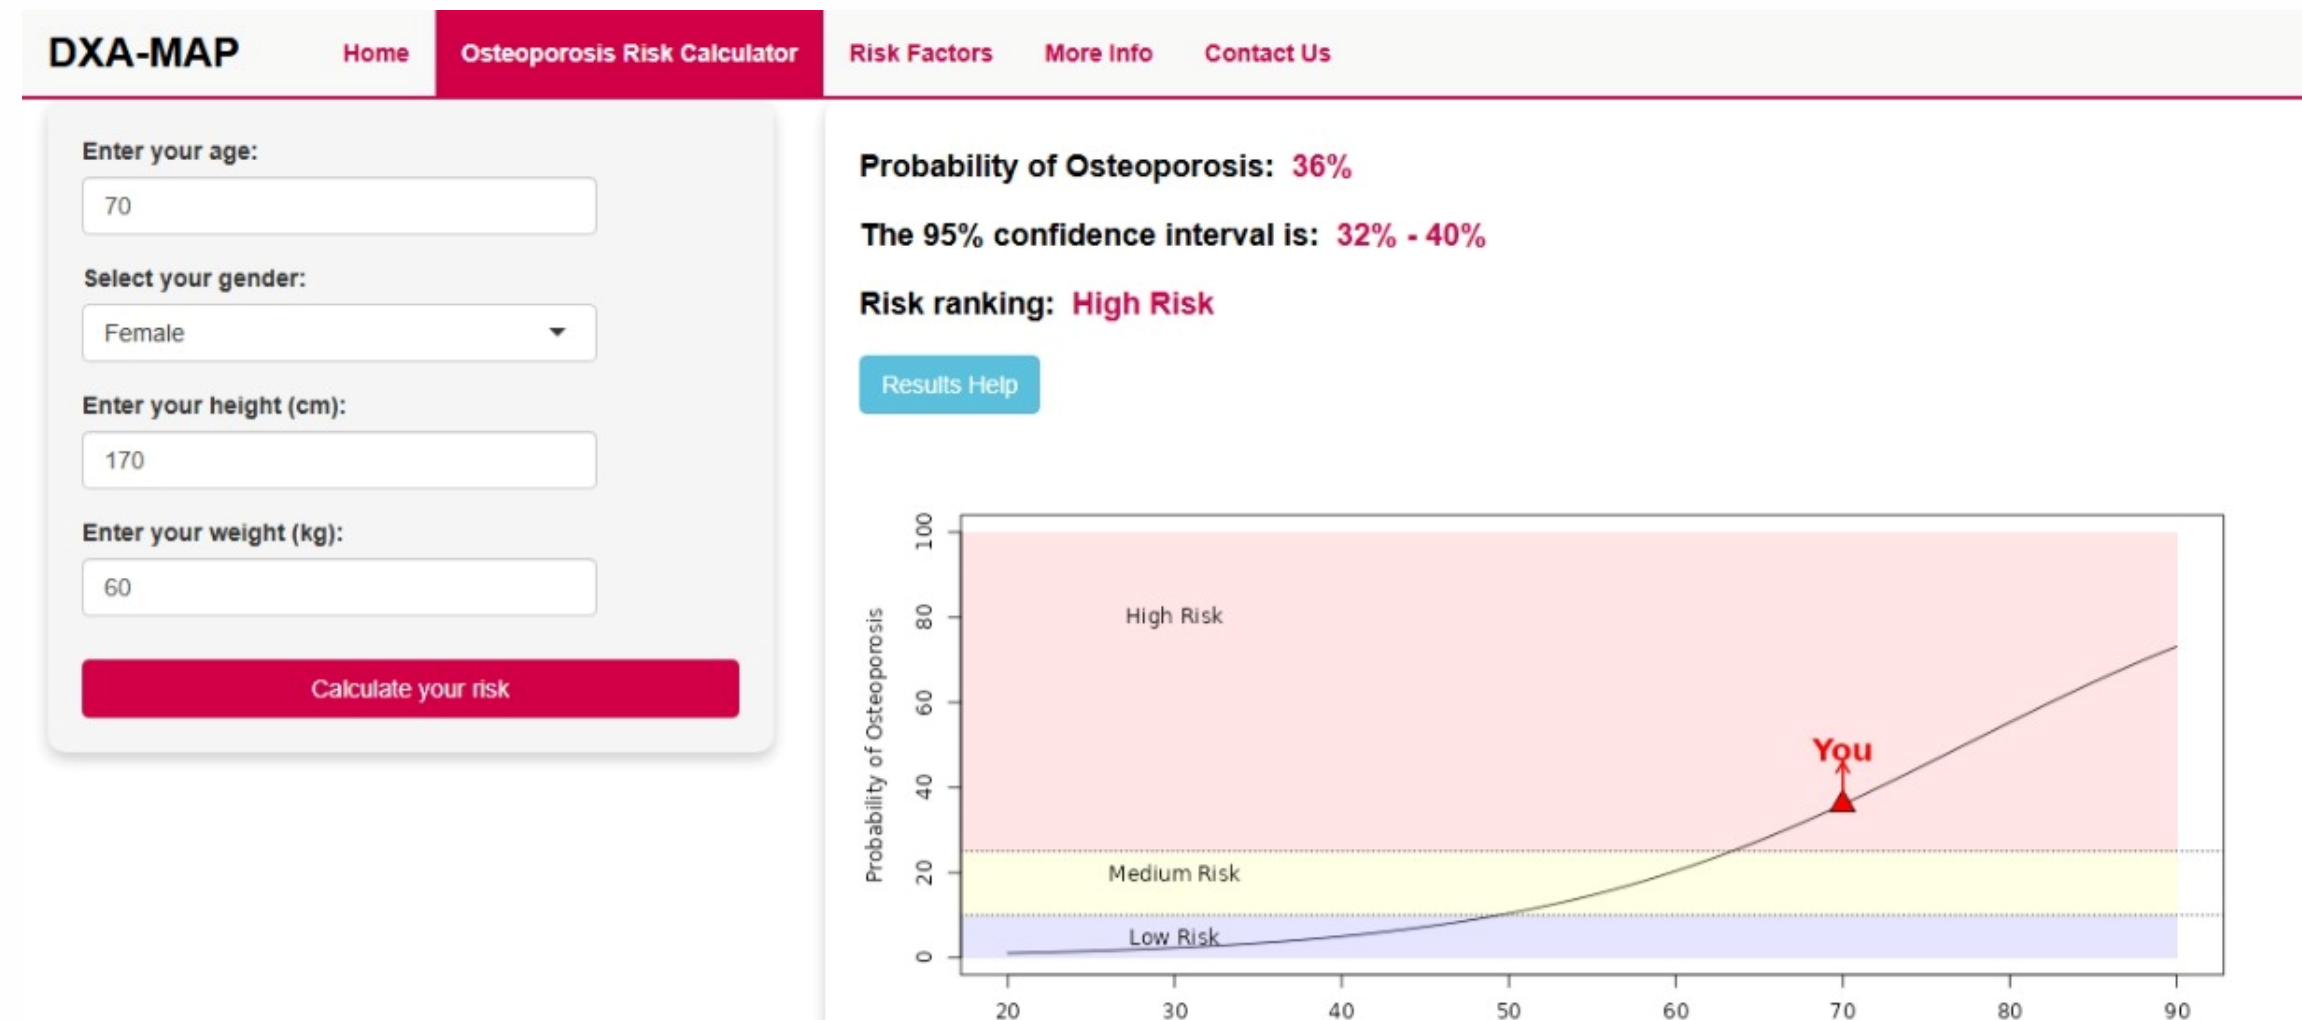 DXA-MAP Home Osteoporosis Risk Calculator Risk Factors More Info Contact Us
Enter your age:
70
Select your gender:
Female
Enter your height (cm):
170
Enter your weight (kg):
60
Calculate your risk
Probability of Osteoporosis: 36%
The 95% confidence interval is: 32% - 40%
Risk ranking: High Risk
Results Help
Probability of Osteoporosis
100
80
60
40
20
0
High Risk
You
Medium Risk
Low Risk
20 30 40 50 60 70 80 90